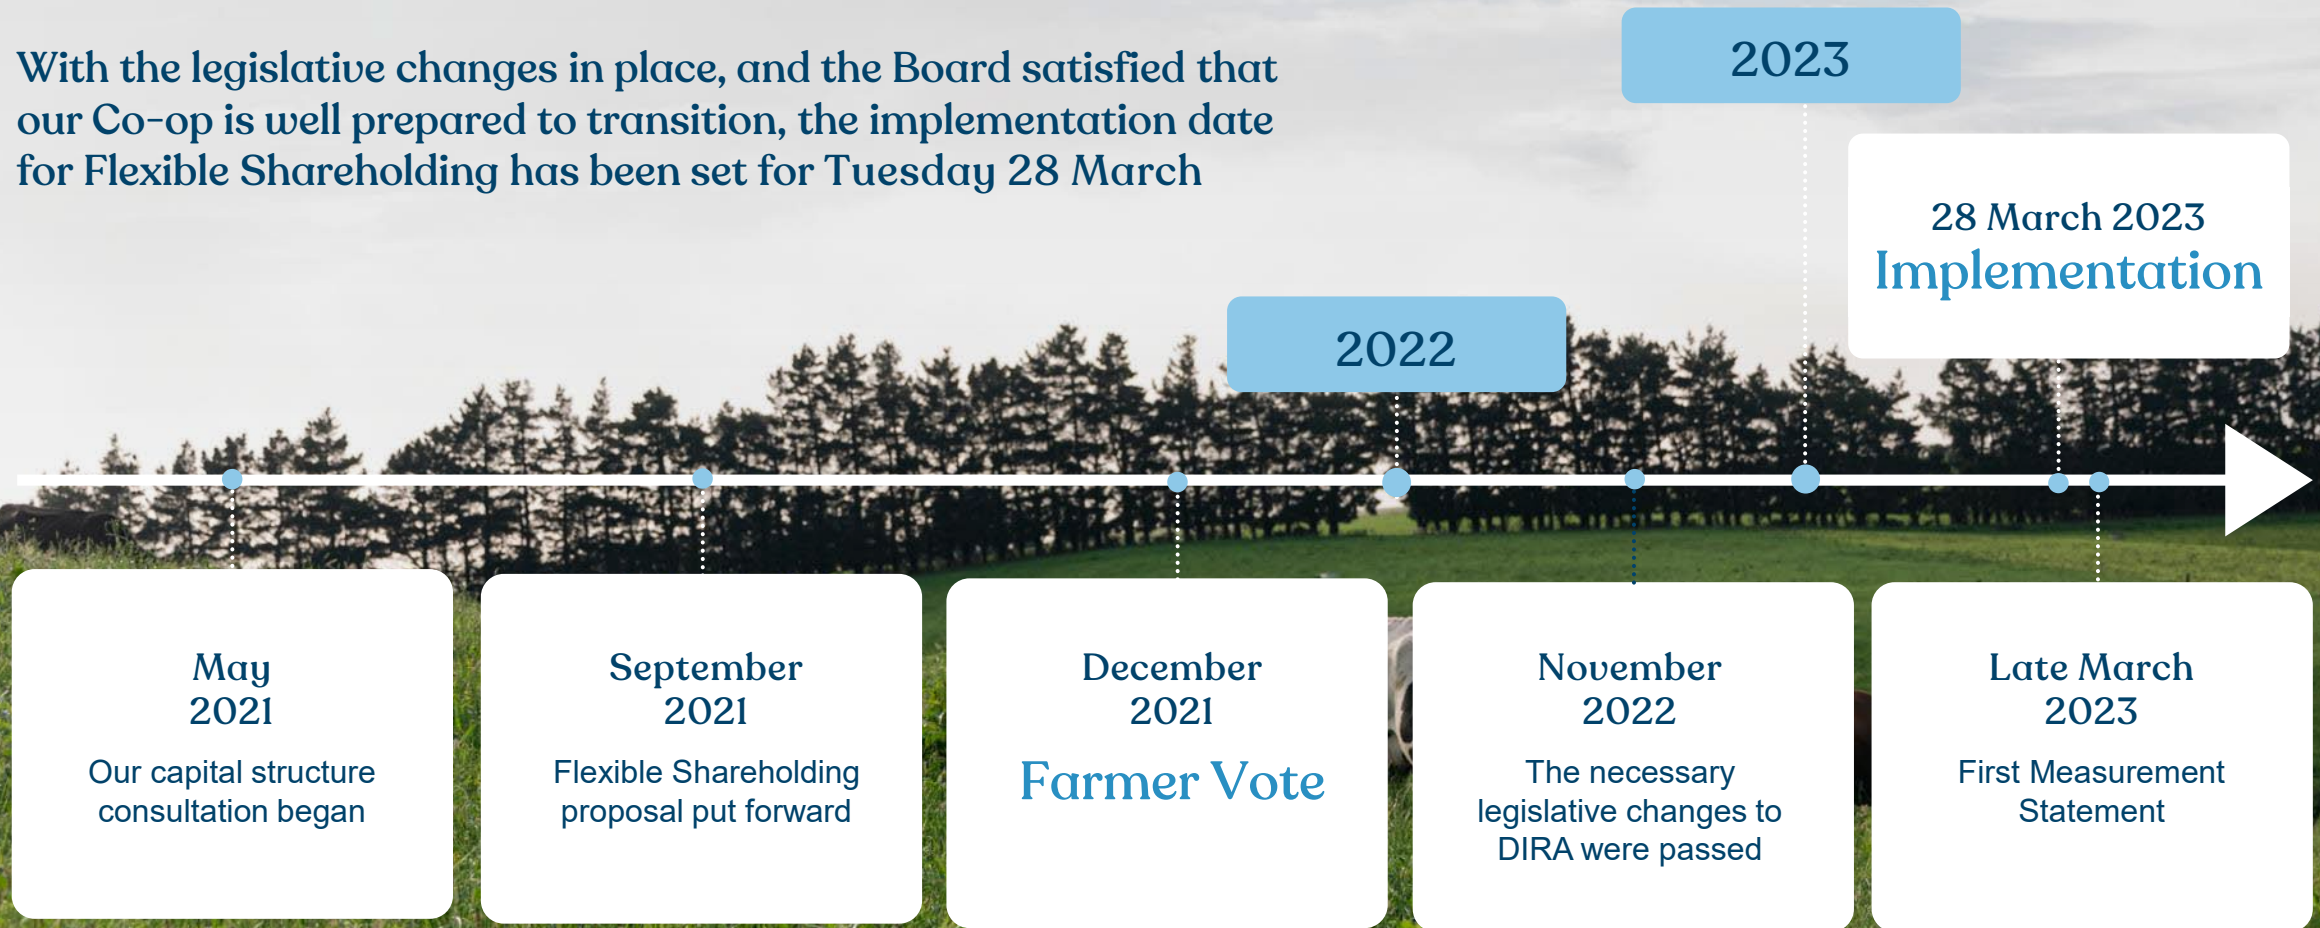 With the legislative changes in place, and the Board satisfied that
our Co-op is well prepared to transition, the implementation date
for Flexible Shareholding has been set for Tuesday 28 March
2023
28 March 2023
Implementation
2022
May
2021
Our capital structure
consultation began
September
2021
Flexible Shareholding
proposal put forward
December
2021
Farmer Vote
November
2022
The necessary
legislative changes to
DIRA were passed
Late March
2023
First Measurement
Statement